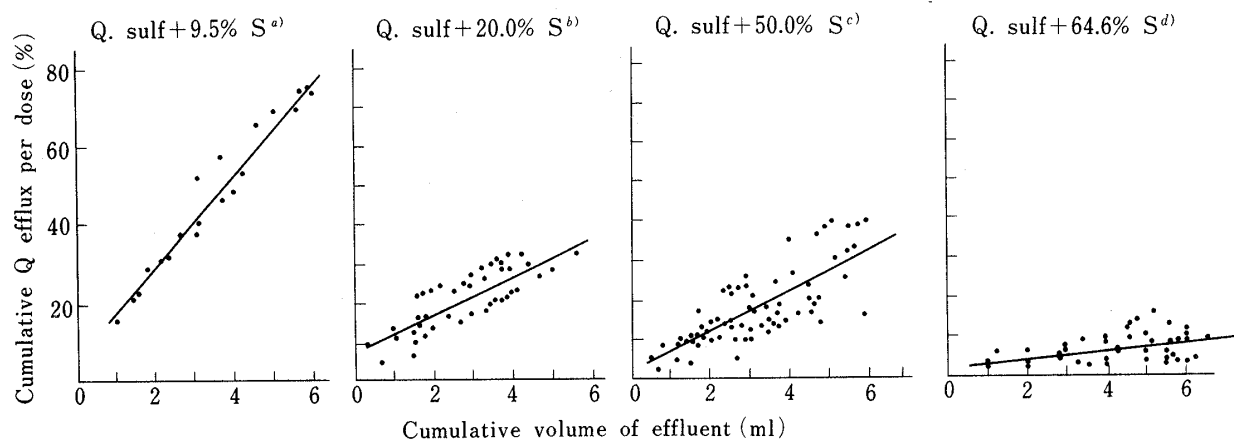 Q. sulf+9.5% S a)
Q. sulf+20.0% S b)
Q. sulf+50.0% S c)
Q. sulf+64.6% S d)
Cumulative Q efflux per dose (%)
80
60
40
20
0 2 4 6
0 2 4 6
0 2 4 6
0 2 4 6
Cumulative volume of effluent (ml)